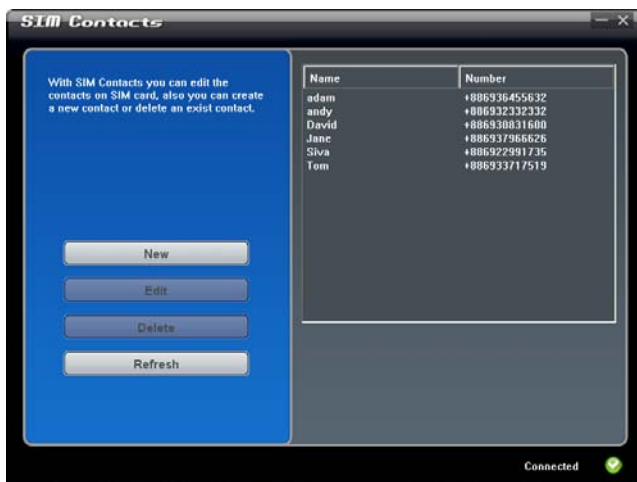 SIM Contacts
With SIM Contacts you can edit the
contacts on SIM card, also you can create
a new contact or delete an exist contact.
New
Edit
Delete
Refresh
Name Number
adam +886936455632
andy +886932332332
David +886930831600
Jane +886937966626
Siva +886922991735
Tom +886933717519
Connected